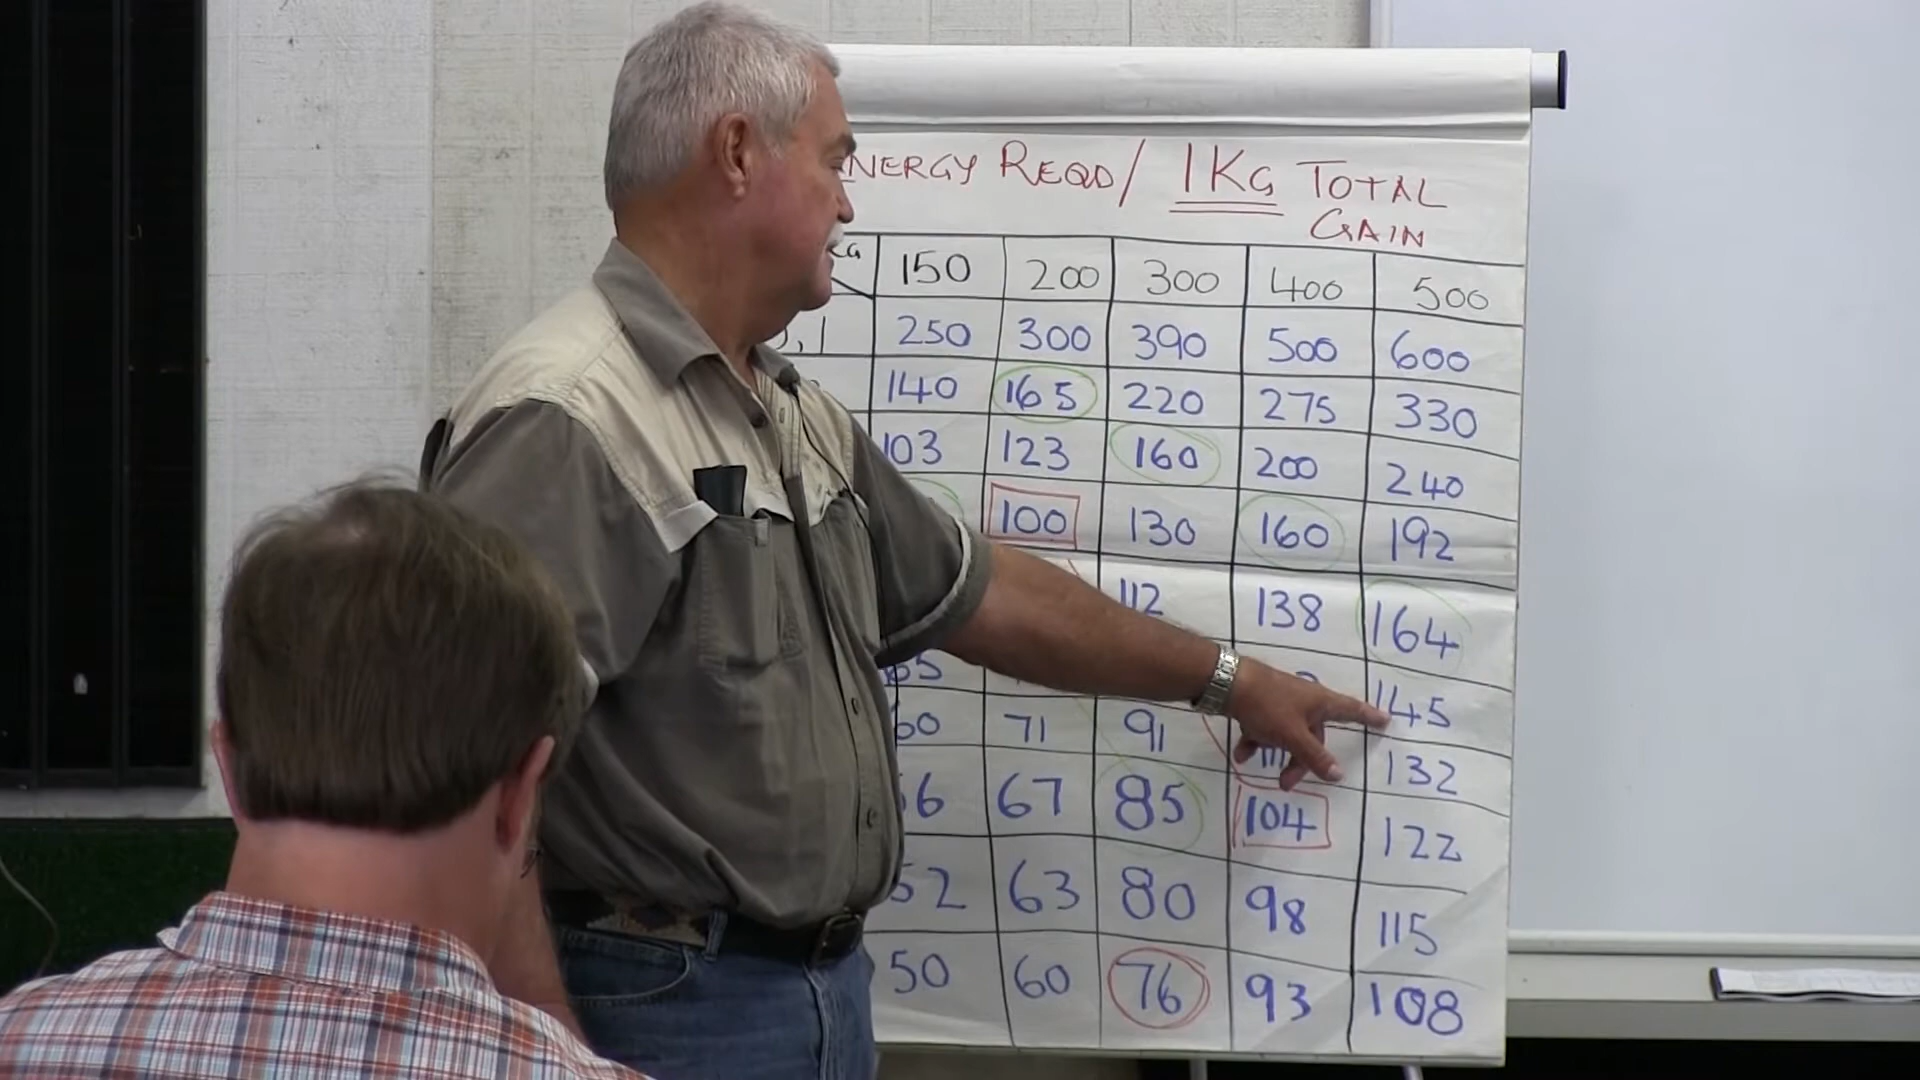 ENERGY REQD/ 1KG TOTAL
GAIN
150 200 300 400 500
250 300 390 500 600
140 165 220 275 330
103 123 160 200 240
100 130 160 192
112 138 164
145
71 91 132
67 85 104 122
52 63 80 98 115
50 60 76 93 108